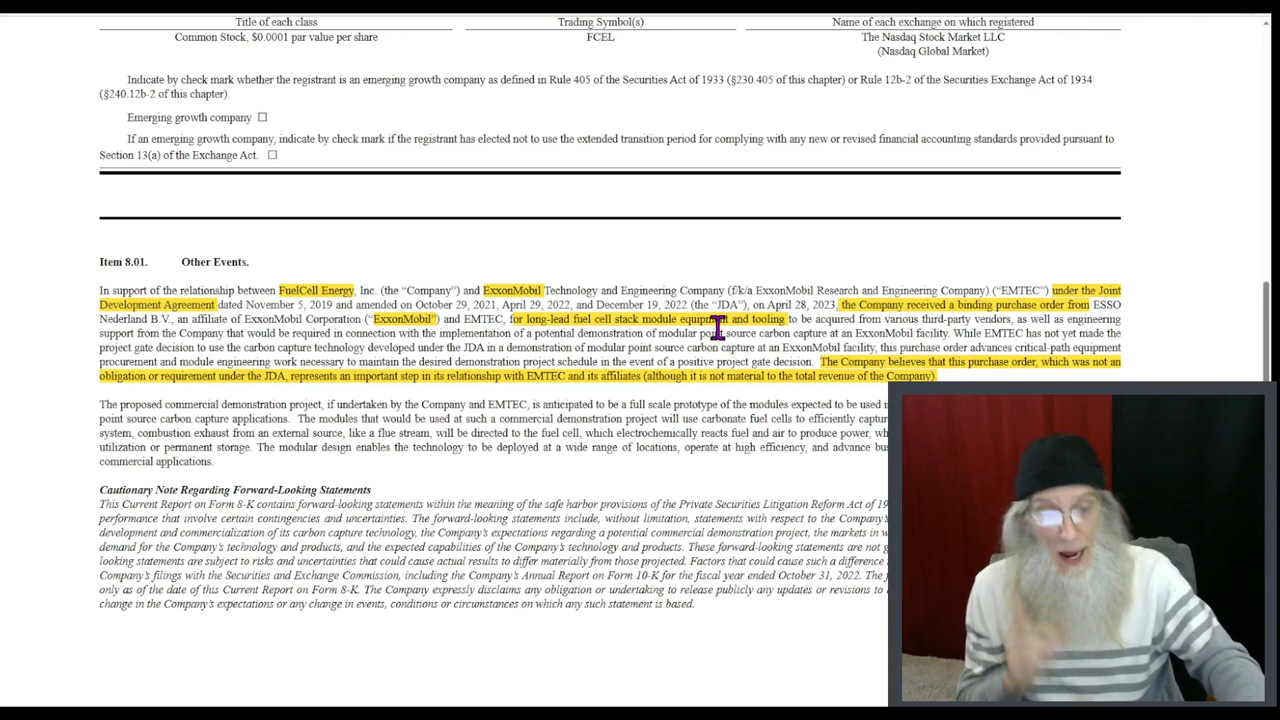 Title of each class Trading Symbol(s) Name of each exchange on which registered
Common Stock, $0.0001 par value per share FCEL The Nasdaq Stock Market LLC
(Nasdaq Global Market)
Indicate by check mark whether the registrant is an emerging growth company as defined in Rule 405 of the Securities Act of 1933 (§230.405 of this chapter) or Rule 12b-2 of the Securities Exchange Act of 1934
(§240.12b-2 of this chapter).
Emerging growth company ☐
If an emerging growth company, indicate by check mark if the registrant has elected not to use the extended transition period for complying with any new or revised financial accounting standards provided pursuant to
Section 13(a) of the Exchange Act. ☐
Item 8.01. Other Events.
In support of the relationship between FuelCell Energy, Inc. (the “Company”) and ExxonMobil Technology and Engineering Company (f/k/a ExxonMobil Research and Engineering Company) (“EMTEC”) under the Joint
Development Agreement dated November 5, 2019 and amended on October 29, 2021, April 29, 2022, and December 19, 2022 (the “JDA”), on April 28, 2023, the Company received a binding purchase order from ESSO
Nederland B.V., an affiliate of ExxonMobil Corporation (“ExxonMobil”) and EMTEC, for long-lead fuel cell stack module equipment and tooling to be acquired from various third-party vendors, as well as engineering
support from the Company that would be required in connection with the implementation of a potential demonstration of modular point source carbon capture at an ExxonMobil facility. While EMTEC has not yet made the
project gate decision to use the carbon capture technology developed under the JDA in a demonstration of modular point source carbon capture at an ExxonMobil facility, this purchase order advances critical-path equipment
procurement and module engineering work necessary to maintain the desired demonstration project schedule in the event of a positive project gate decision. The Company believes that this purchase order, which was not an
obligation or requirement under the JDA, represents an important step in its relationship with EMTEC and its affiliates (although it is not material to the total revenue of the Company).
The proposed commercial demonstration project, if undertaken by the Company and EMTEC, is anticipated to be a full scale prototype of the modules expected to be used i
point source carbon capture applications. The modules that would be used at such a commercial demonstration project will use carbonate fuel cells to efficiently captur
system, combustion exhaust from an external source, like a flue stream, will be directed to the fuel cell, which electrochemically reacts fuel and air to produce power, wh
utilization or permanent storage. The modular design enables the technology to be deployed at a wide range of locations, operate at high efficiency, and advance bu
commercial applications.
Cautionary Note Regarding Forward-Looking Statements
This Current Report on Form 8-K contains forward-looking statements within the meaning of the safe harbor provisions of the Private Securities Litigation Reform Act of 19
performance that involve certain contingencies and uncertainties. The forward-looking statements include, without limitation, statements with respect to the Company's
development and commercialization of its carbon capture technology, the Company's expectations regarding a potential commercial demonstration project, the markets in w
demand for the Company's technology and products, and the expected capabilities of the Company's technology and products. These forward-looking statements are not g
looking statements are subject to risks and uncertainties that could cause actual results to differ materially from those projected. Factors that could cause such a difference
Company's filings with the Securities and Exchange Commission, including the Company's Annual Report on Form 10-K for the fiscal year ended October 31, 2022. The f
only as of the date of this Current Report on Form 8-K. The Company expressly disclaims any obligation or undertaking to release publicly any updates or revisions to
change in the Company's expectations or any change in events, conditions or circumstances on which any such statement is based.